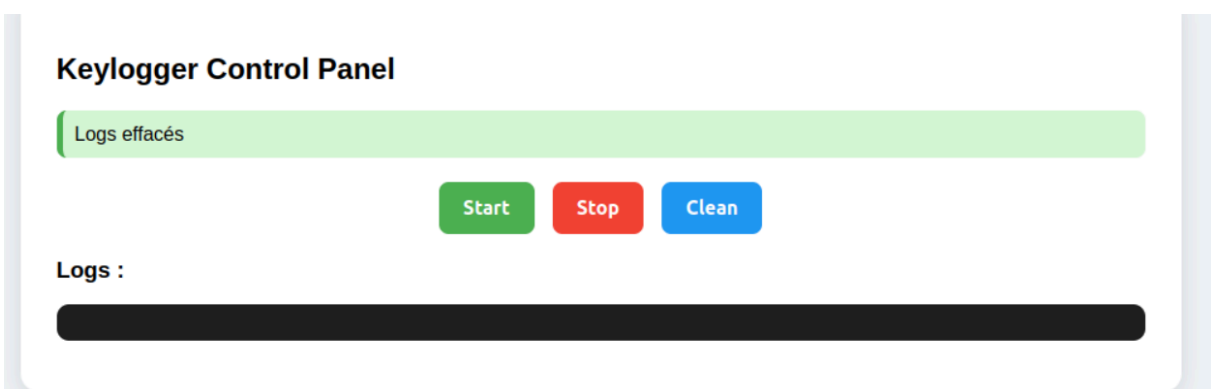 Keylogger Control Panel
Logs effacés
Start Stop Clean
Logs :